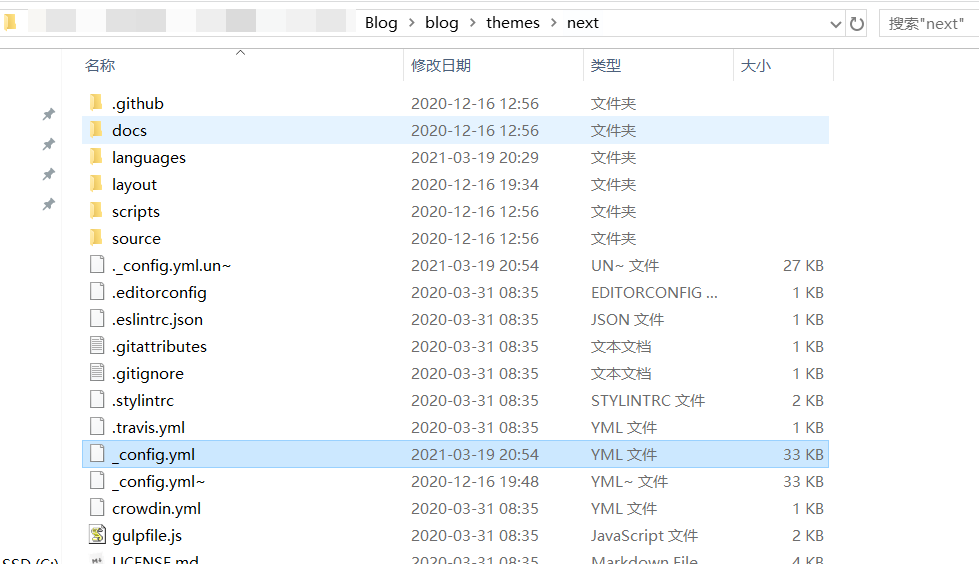 Blog > blog > themes > next 搜索"next"
名称 修改日期 类型 大小
.github 2020-12-16 12:56 文件夹
docs 2020-12-16 12:56 文件夹
languages 2021-03-19 20:29 文件夹
layout 2020-12-16 19:34 文件夹
scripts 2020-12-16 12:56 文件夹
source 2020-12-16 12:56 文件夹
._config.yml.un~ 2021-03-19 20:54 UN~ 文件 27 KB
.editorconfig 2020-03-31 08:35 EDITORCONFIG ... 1 KB
.eslintrc.json 2020-03-31 08:35 JSON 文件 1 KB
.gitattributes 2020-03-31 08:35 文本文档 1 KB
.gitignore 2020-03-31 08:35 文本文档 1 KB
.stylintrc 2020-03-31 08:35 STYLINTRC 文件 2 KB
.travis.yml 2020-03-31 08:35 YML 文件 1 KB
_config.yml 2021-03-19 20:54 YML 文件 33 KB
_config.yml~ 2020-12-16 19:48 YML~ 文件 33 KB
crowdin.yml 2020-03-31 08:35 YML 文件 1 KB
gulpfile.js 2020-03-31 08:35 JavaScript 文件 2 KB
SSD (C:) LICENSE.md 2020-03-31 08:35 Markdown File 4 KB